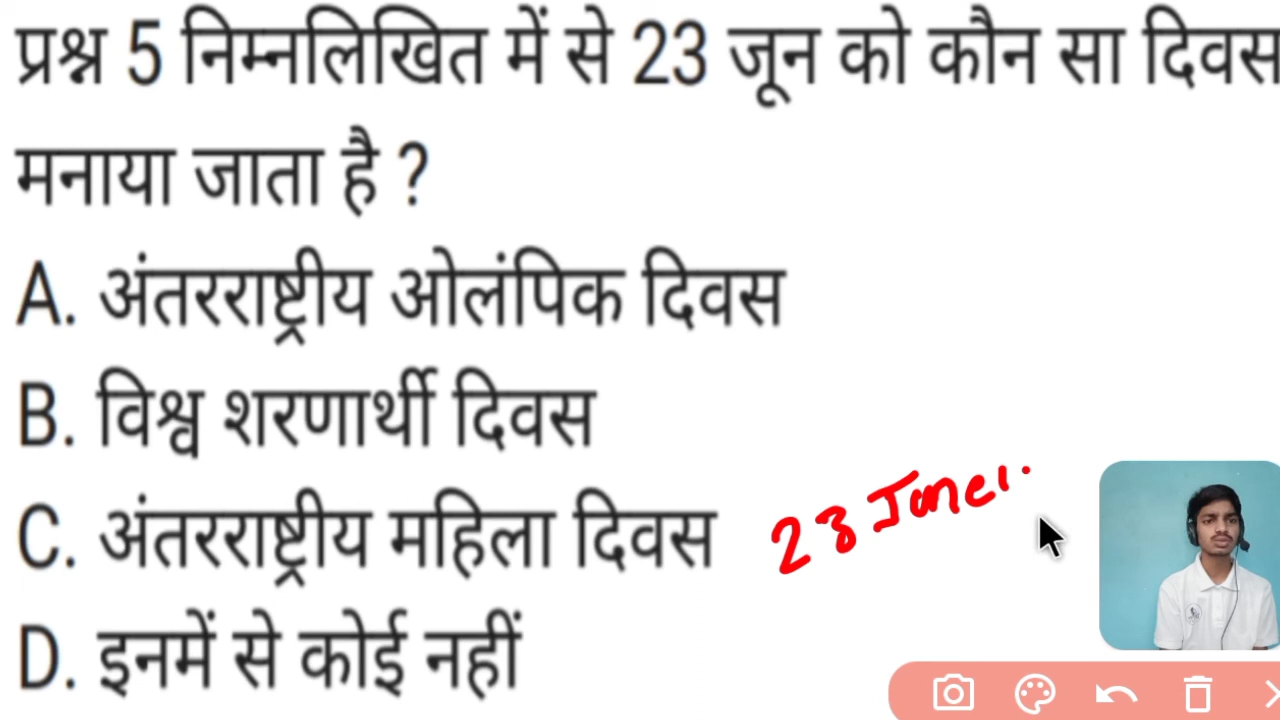 प्रश्न 5 निम्नलिखित में से 23 जून को कौन सा दिवस
मनाया जाता है ?
A. अंतरराष्ट्रीय ओलंपिक दिवस
B. विश्व शरणार्थी दिवस
C. अंतरराष्ट्रीय महिला दिवस
23 June
D. इनमें से कोई नहीं